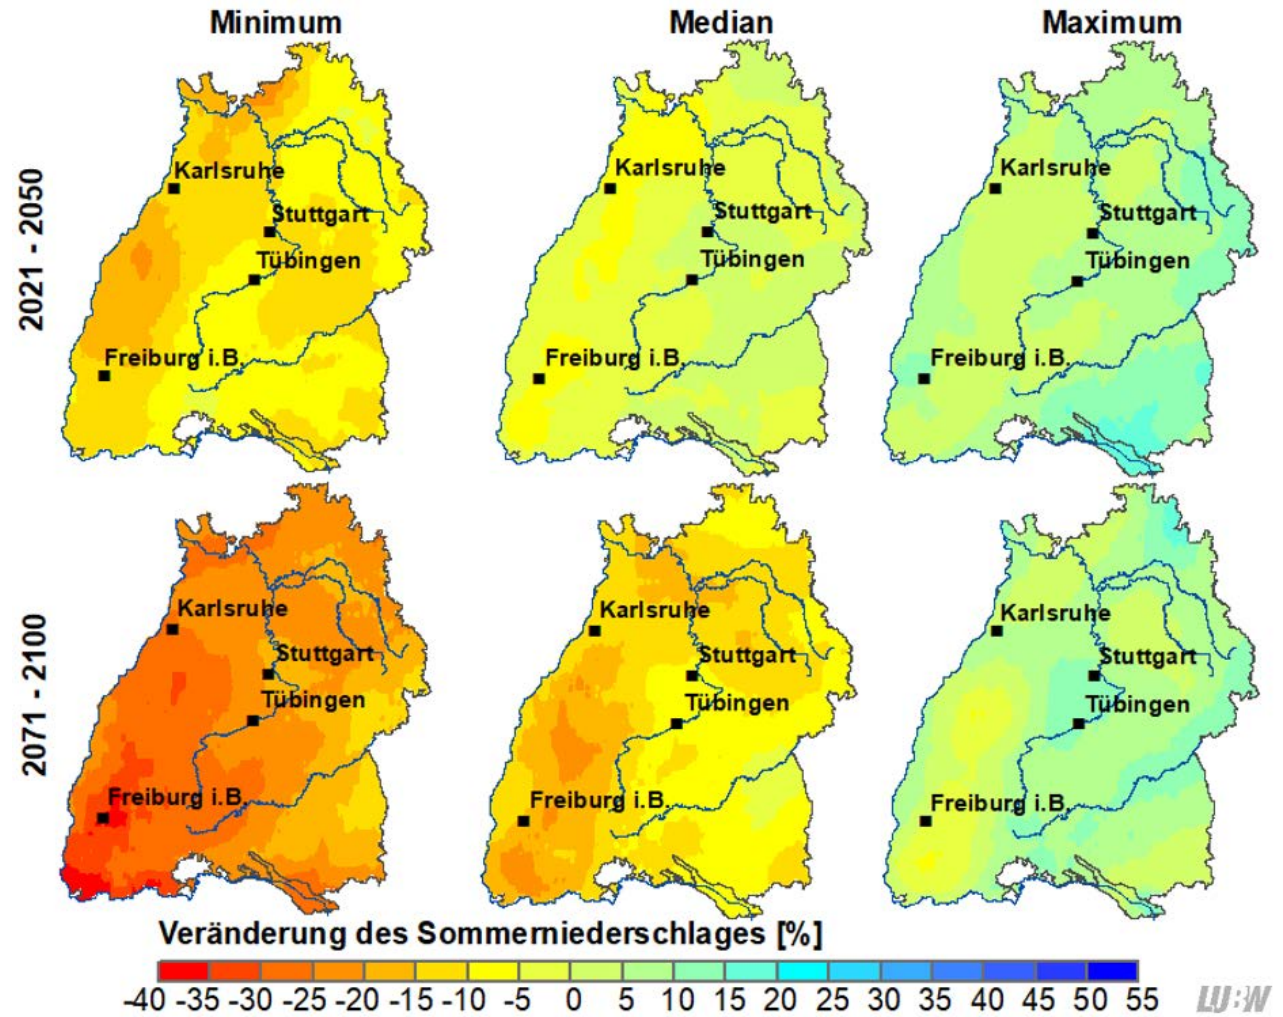 Minimum Median Maximum
2021 - 2050
Karlsruhe
Stuttgart
Tübingen
Freiburg i.B.
Karlsruhe
Stuttgart
Tübingen
Freiburg i.B.
Karlsruhe
Stuttgart
Tübingen
Freiburg i.B.
2071 - 2100
Karlsruhe
Stuttgart
Tübingen
Freiburg i.B.
Karlsruhe
Stuttgart
Tübingen
Freiburg i.B.
Karlsruhe
Stuttgart
Tübingen
Freiburg i.B.
Veränderung des Sommerniederschlages [%]
-40 -35 -30 -25 -20 -15 -10 -5 0 5 10 15 20 25 30 35 40 45 50 55
LUBW